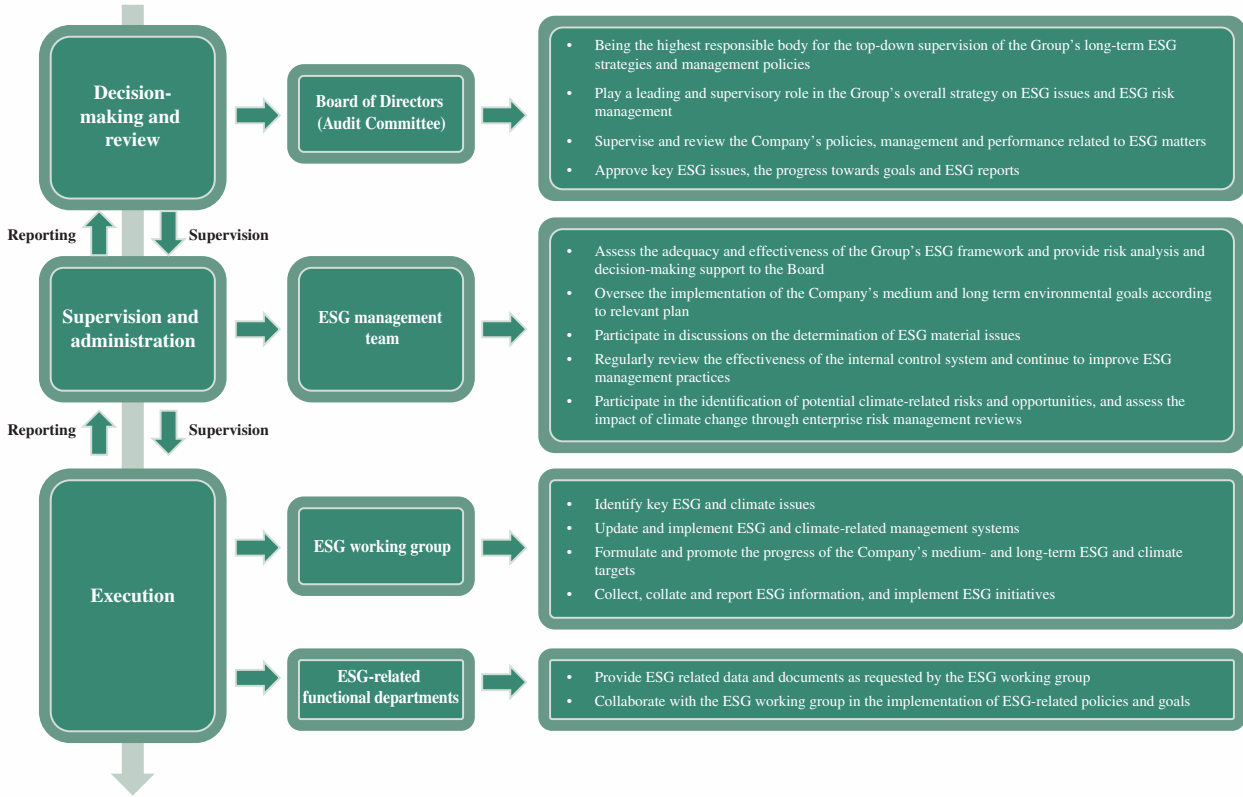 Decision-
making and
review
Board of Directors
(Audit Committee)
• Being the highest responsible body for the top-down supervision of the Group's long-term ESG
strategies and management policies
• Play a leading and supervisory role in the Group's overall strategy on ESG issues and ESG risk
management
• Supervise and review the Company's policies, management and performance related to ESG matters
• Approve key ESG issues, the progress towards goals and ESG reports
Reporting
Supervision
Supervision and
administration
ESG management
team
• Assess the adequacy and effectiveness of the Group's ESG framework and provide risk analysis and
decision-making support to the Board
• Oversee the implementation of the Company's medium and long term environmental goals according
to relevant plan
• Participate in discussions on the determination of ESG material issues
• Regularly review the effectiveness of the internal control system and continue to improve ESG
management practices
• Participate in the identification of potential climate-related risks and opportunities, and assess the
impact of climate change through enterprise risk management reviews
Reporting
Supervision
Execution
ESG working group
• Identify key ESG and climate issues
• Update and implement ESG and climate-related management systems
• Formulate and promote the progress of the Company's medium- and long-term ESG and climate
targets
• Collect, collate and report ESG information, and implement ESG initiatives
ESG-related
functional departments
• Provide ESG related data and documents as requested by the ESG working group
• Collaborate with the ESG working group in the implementation of ESG-related policies and goals